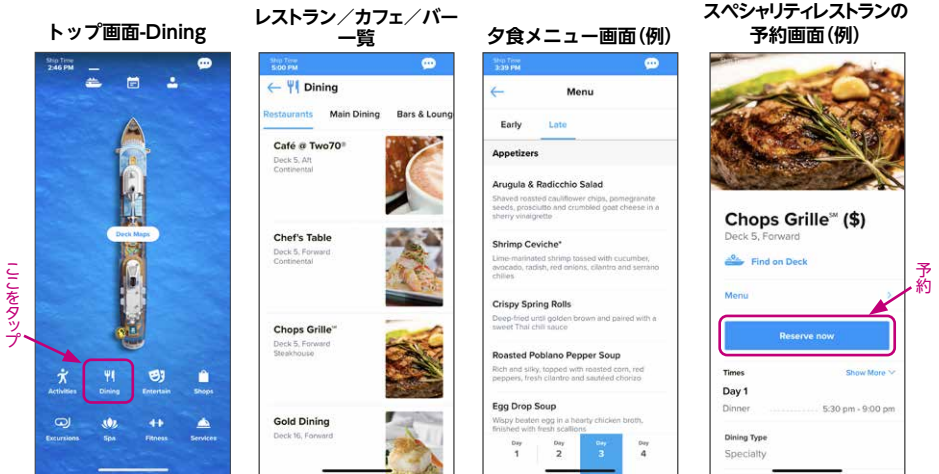 トップ画面-Dining
Ship Time
2:46 PM
Deck Maps
ここをタップ
Activities
Dining
Entertain
Shops
Excursions
Spa
Fitness
Services
レストラン／カフェ／バー
一覧
Ship Time
5:00 PM
Dining
Restaurants Main Dining Bars & Loung
Café @ Two70®
Deck 5, Aft
Continental
Chef's Table
Deck 5, Forward
Continental
Chops Grille℠
Deck 5, Forward
Steakhouse
Gold Dining
Deck 16, Forward
夕食メニュー画面（例）
Ship Time
3:39 PM
Menu
Early Late
Appetizers
Arugula & Radicchio Salad
Shaved roasted cauliflower chips, pomegranate
seeds, prosciutto and crumbled goat cheese in a
sherry vinaigrette
Shrimp Ceviche*
Lime-marinated shrimp tossed with cucumber,
avocado, radish, red onions, cilantro and serrano
chilies
Crispy Spring Rolls
Deep-fried until golden brown and paired with a
sweet Thai chili sauce
Roasted Poblano Pepper Soup
Rich and silky, topped with roasted corn, red
peppers, fresh cilantro and sautéed chorizo
Egg Drop Soup
Wispy beaten egg in a hearty chicken broth,
finished with fresh scallions
Day Day Day Day
1 2 3 4
スペシャリティレストランの
予約画面（例）
Chops Grille℠ ($)
Deck 5, Forward
Find on Deck
Menu
予約
Reserve now
Times Show More
Day 1
Dinner 5:30 pm - 9:00 pm
Dining Type
Specialty